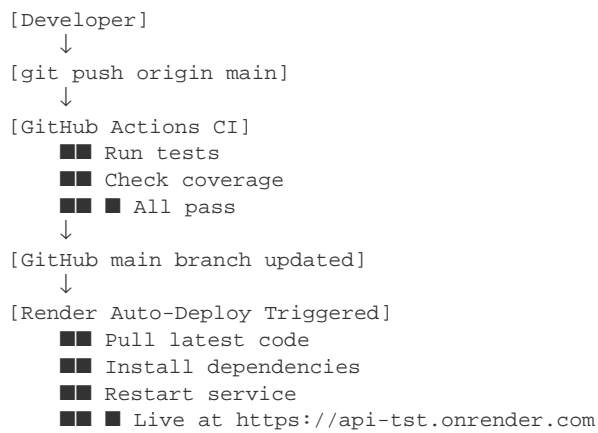 [Developer]
↓
[git push origin main]
↓
[GitHub Actions CI]
■■ Run tests
■■ Check coverage
■■ ■ All pass
↓
[GitHub main branch updated]
↓
[Render Auto-Deploy Triggered]
■■ Pull latest code
■■ Install dependencies
■■ Restart service
■■ ■ Live at https://api-tst.onrender.com